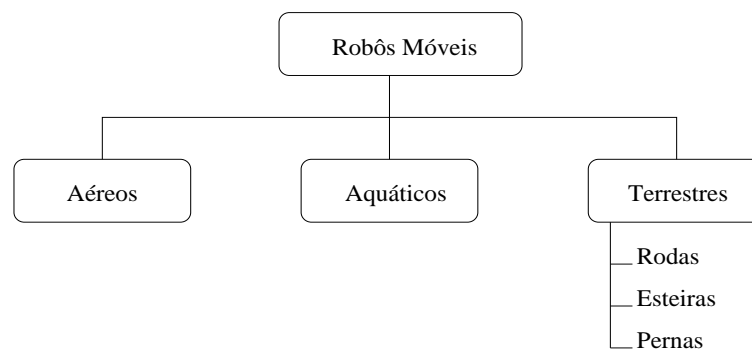 Robôs Móveis
Aéreos
Aquáticos
Terrestres
Rodas
Esteiras
Pernas